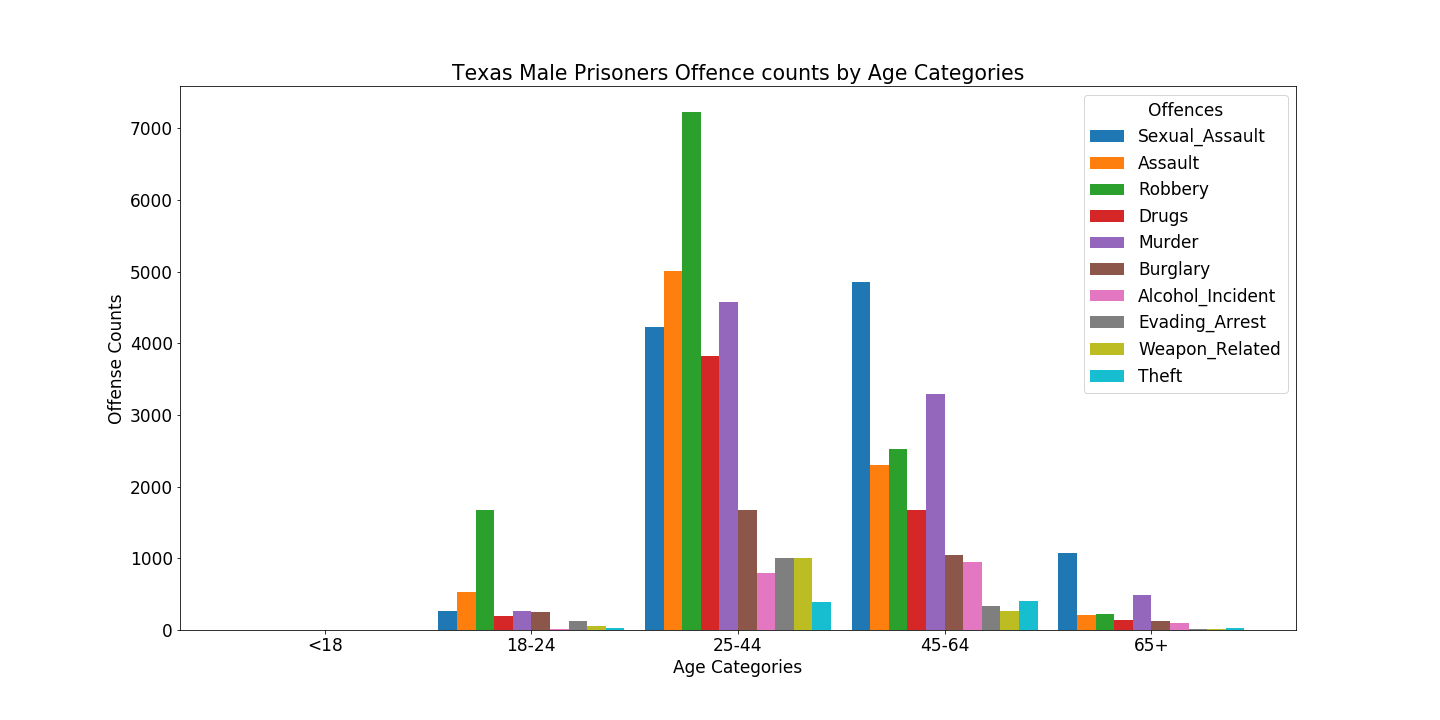 Texas Male Prisoners Offence counts by Age Categories
Offences
Sexual_Assault
Assault
Robbery
Drugs
Murder
Burglary
Alcohol_Incident
Evading_Arrest
Weapon_Related
Theft
Offense Counts
7000
6000
5000
4000
3000
2000
1000
0
<18 18-24 25-44 45-64 65+
Age Categories